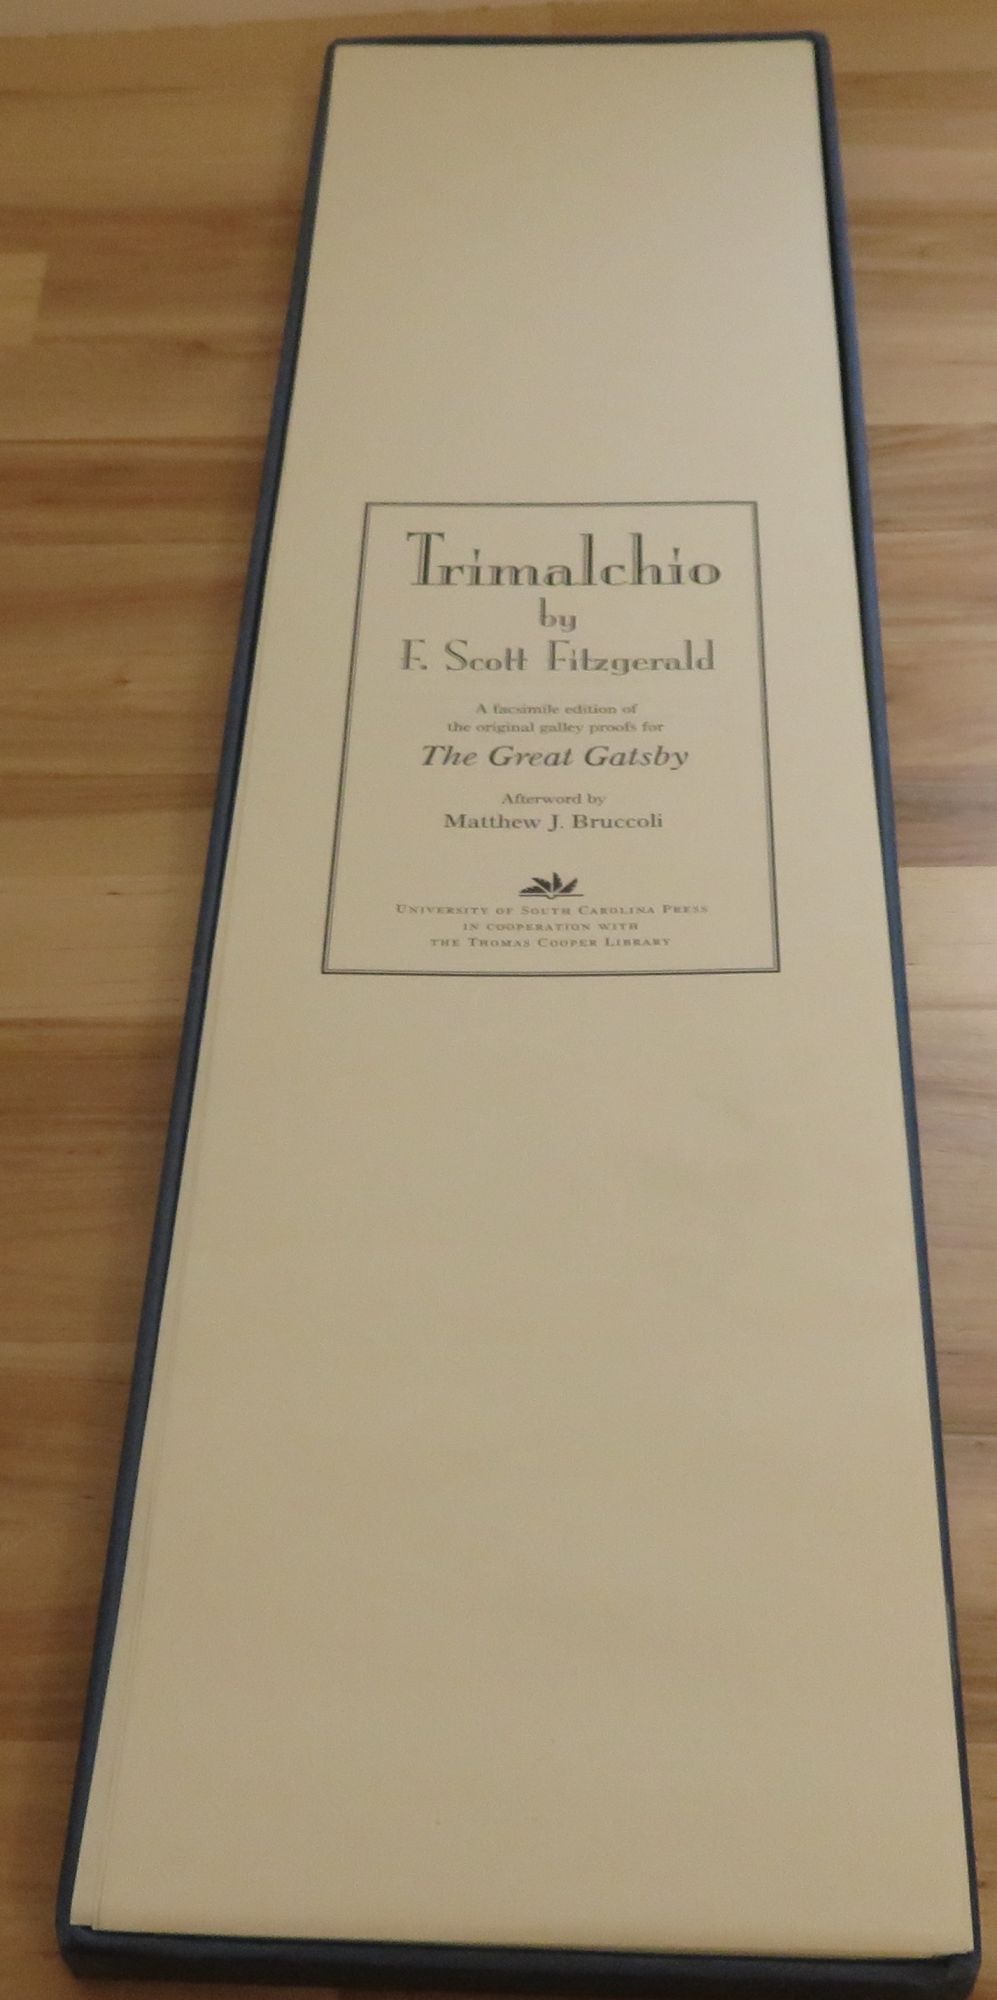 Trimalchio
by
F. Scott Fitzgerald
A facsimile edition of
the original galley proofs for
The Great Gatsby
Afterword by
Matthew J. Bruccoli
University of South Carolina Press
in cooperation with
the Thomas Cooper Library